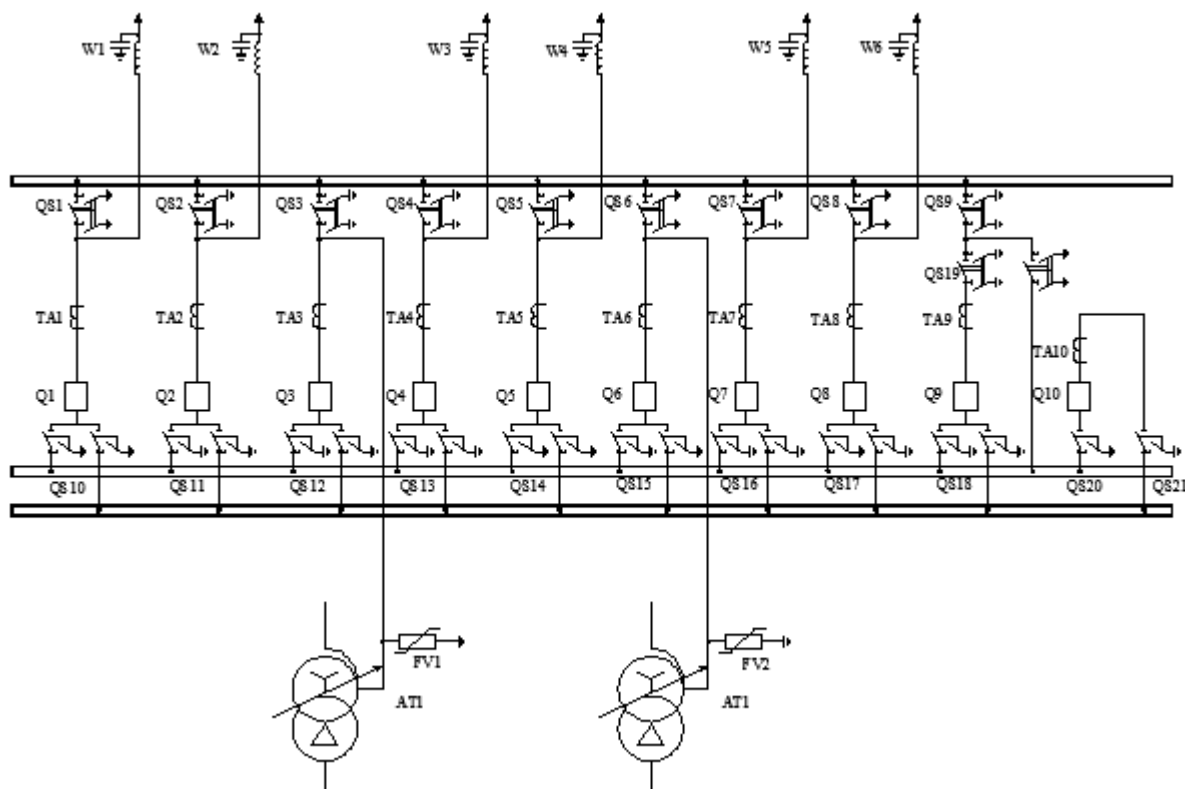 W1
W2
W3
W4
W5
W6
QS1
QS2
QS3
QS4
QS5
QS6
QS7
QS8
QS9
QS19
TA1
TA2
TA3
TA4
TA5
TA6
TA7
TA8
TA9
TA10
Q1
Q2
Q3
Q4
Q5
Q6
Q7
Q8
Q9
Q10
QS10
QS11
QS12
QS13
QS14
QS15
QS16
QS17
QS18
QS20
QS21
FV1
FV2
AT1
AT1